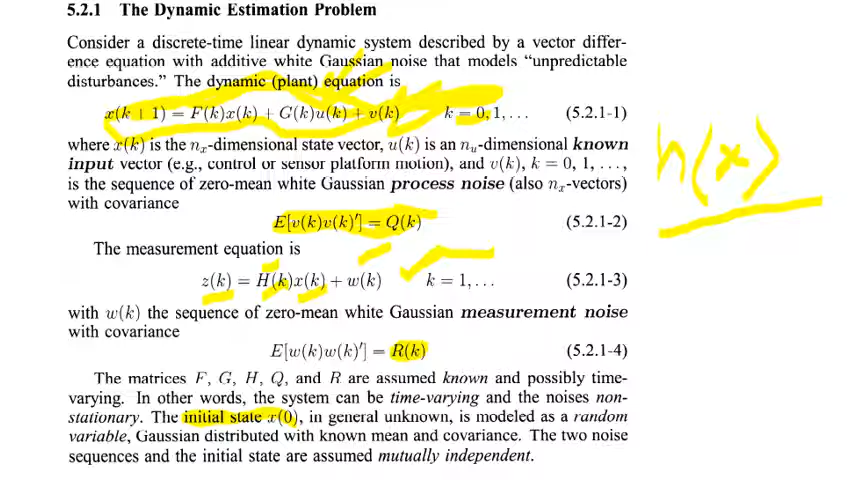 5.2.1 The Dynamic Estimation Problem
Consider a discrete-time linear dynamic system described by a vector differ-
ence equation with additive white Gaussian noise that models “unpredictable
disturbances.” The dynamic (plant) equation is
x(k + 1) = F(k)x(k) + G(k)u(k) + v(k) k = 0, 1, . . . (5.2.1-1)
where x(k) is the nₓ-dimensional state vector, u(k) is an nᵤ-dimensional known
input vector (e.g., control or sensor platform motion), and v(k), k = 0, 1, . . . ,
is the sequence of zero-mean white Gaussian process noise (also nₓ-vectors)
with covariance
E[v(k)v(k)′] = Q(k) (5.2.1-2)
The measurement equation is
z(k) = H(k)x(k) + w(k) k = 1, . . . (5.2.1-3)
with w(k) the sequence of zero-mean white Gaussian measurement noise
with covariance
E[w(k)w(k)′] = R(k) (5.2.1-4)
The matrices F, G, H, Q, and R are assumed known and possibly time-
varying. In other words, the system can be time-varying and the noises non-
stationary. The initial state x(0), in general unknown, is modeled as a random
variable, Gaussian distributed with known mean and covariance. The two noise
sequences and the initial state are assumed mutually independent.
h(x)